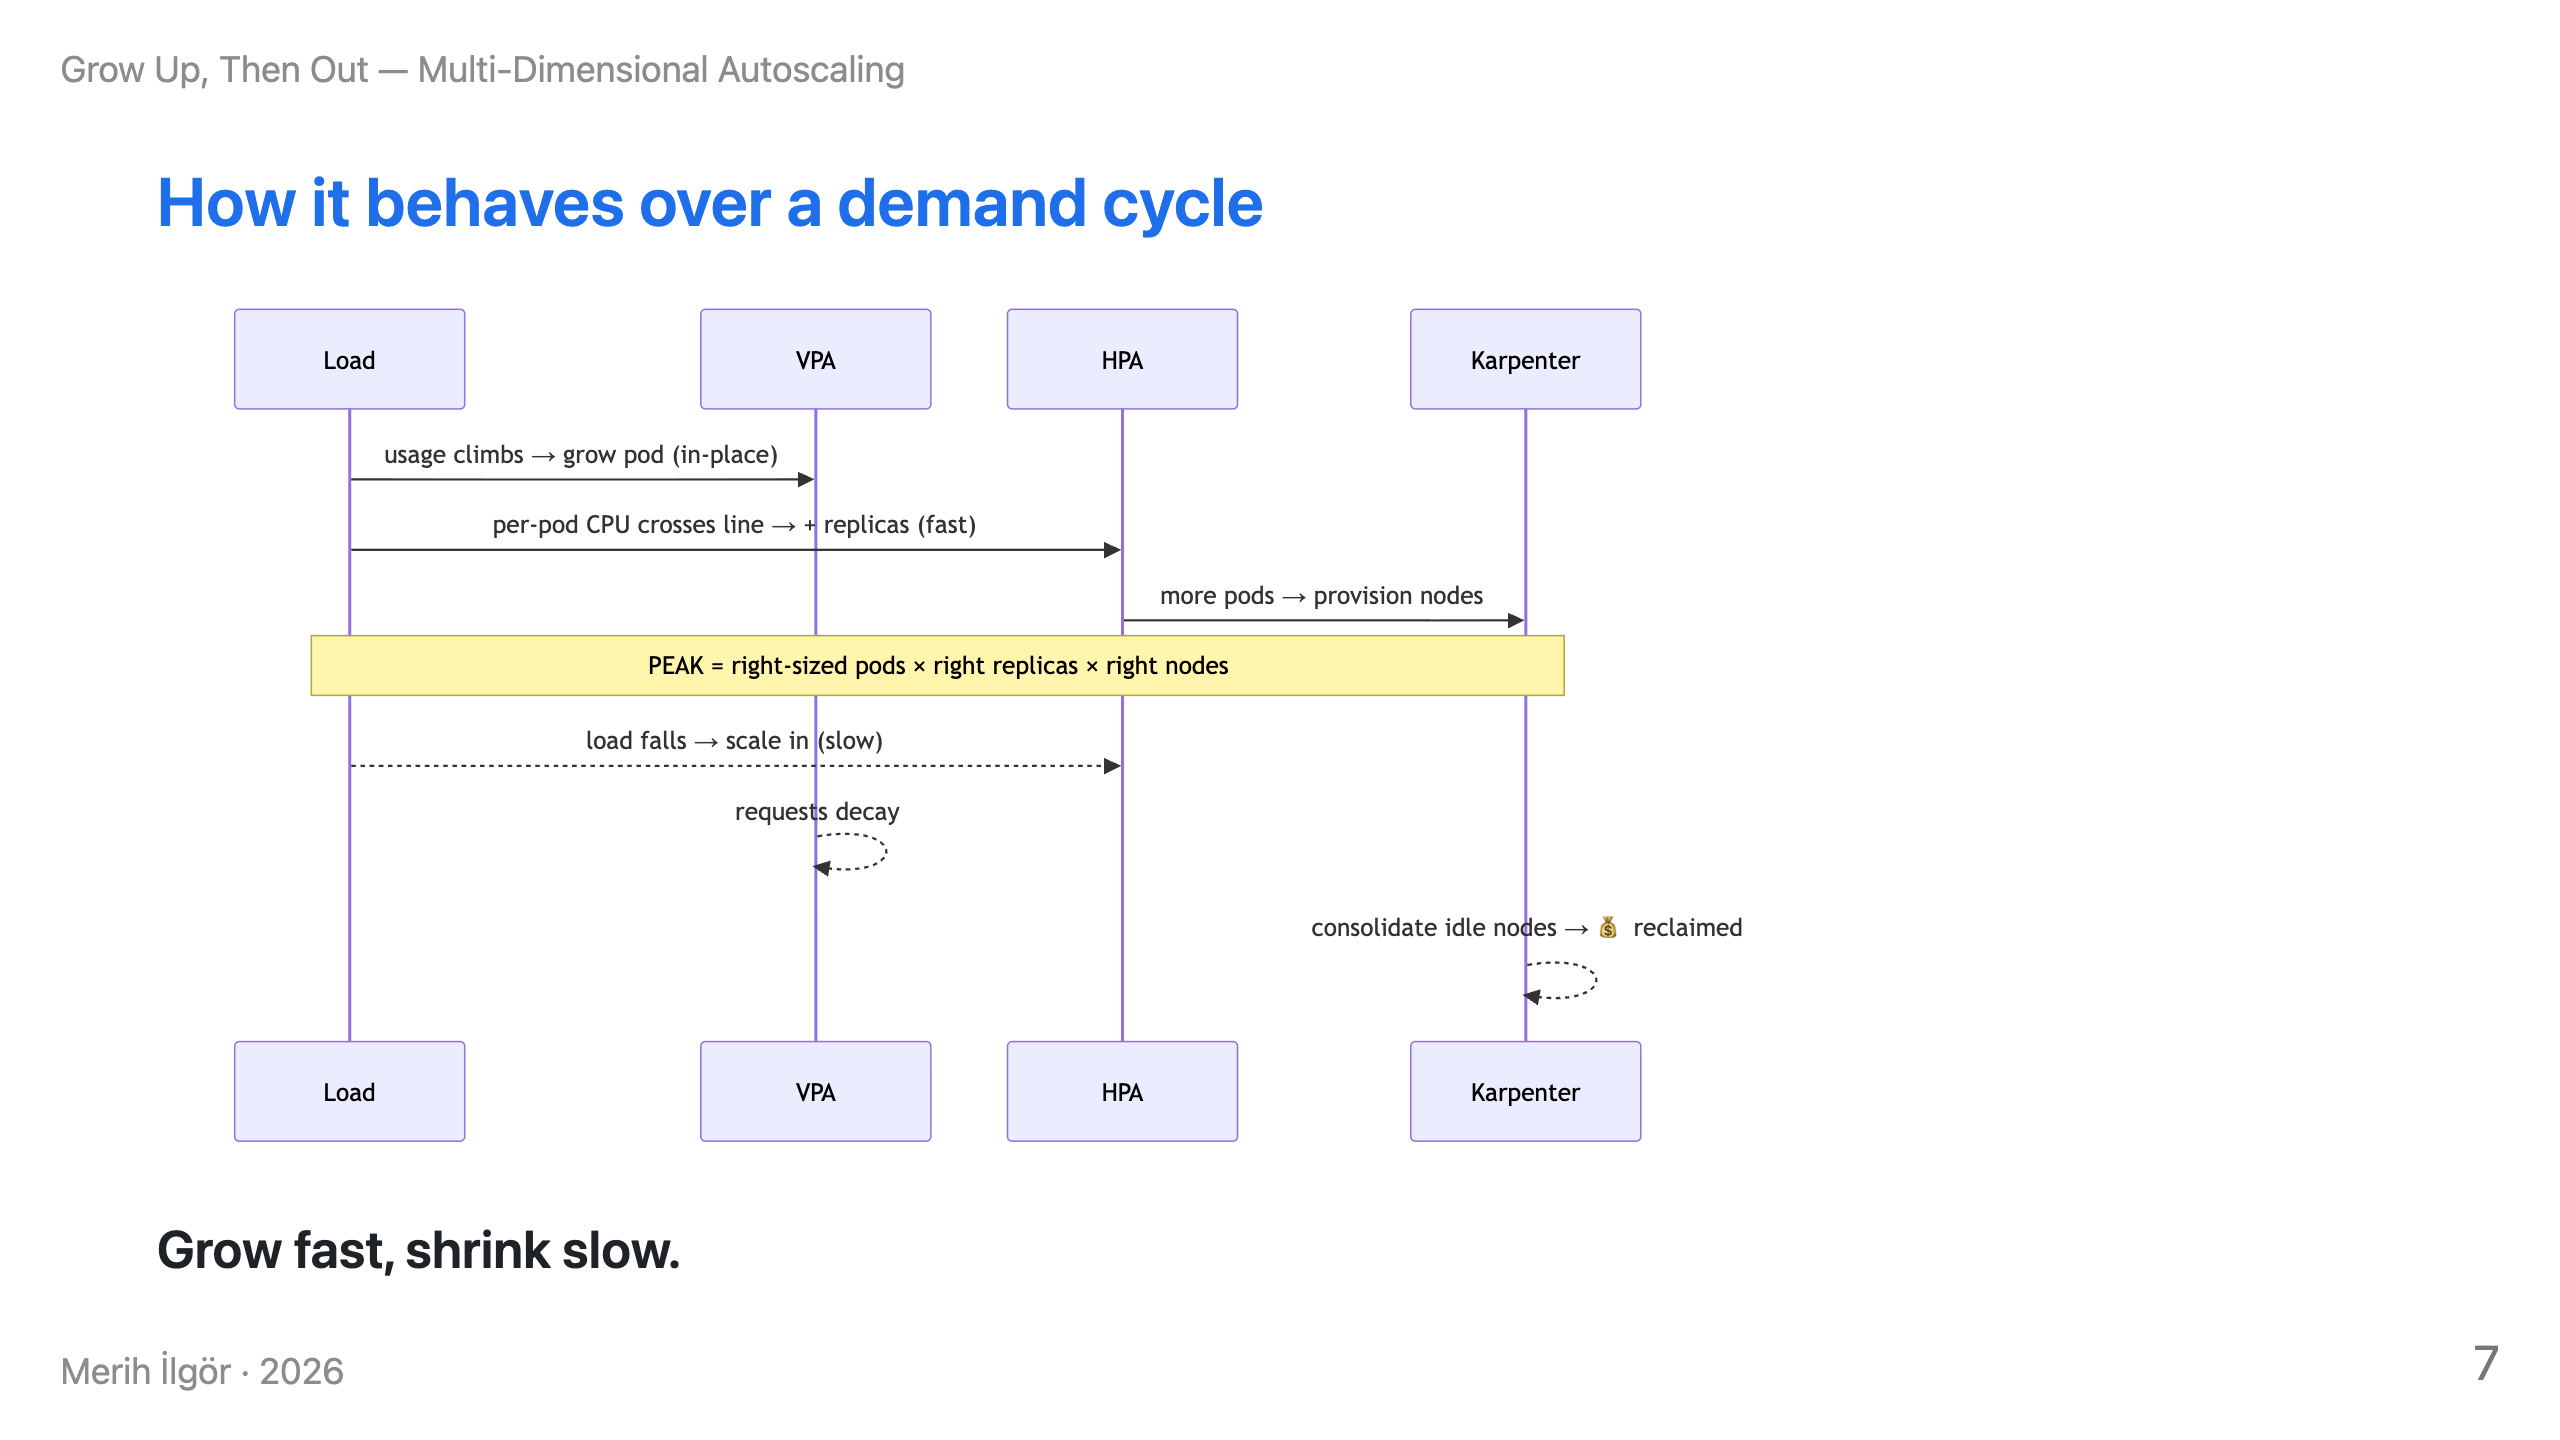 Grow Up, Then Out — Multi-Dimensional Autoscaling
How it behaves over a demand cycle
Load
VPA
HPA
Karpenter
usage climbs → grow pod (in-place)
per-pod CPU crosses line → + replicas (fast)
more pods → provision nodes
PEAK = right-sized pods × right replicas × right nodes
load falls → scale in (slow)
requests decay
consolidate idle nodes → 💰 reclaimed
Load
VPA
HPA
Karpenter
Grow fast, shrink slow.
Merih İlgör · 2026
7